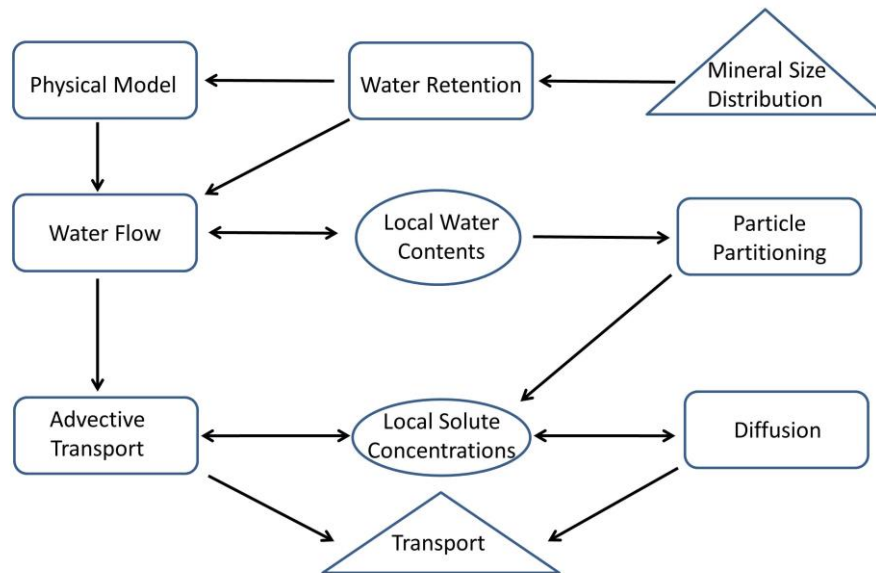 Physical Model
Water Retention
Mineral Size
Distribution
Water Flow
Local Water
Contents
Particle
Partitioning
Advective
Transport
Local Solute
Concentrations
Diffusion
Transport